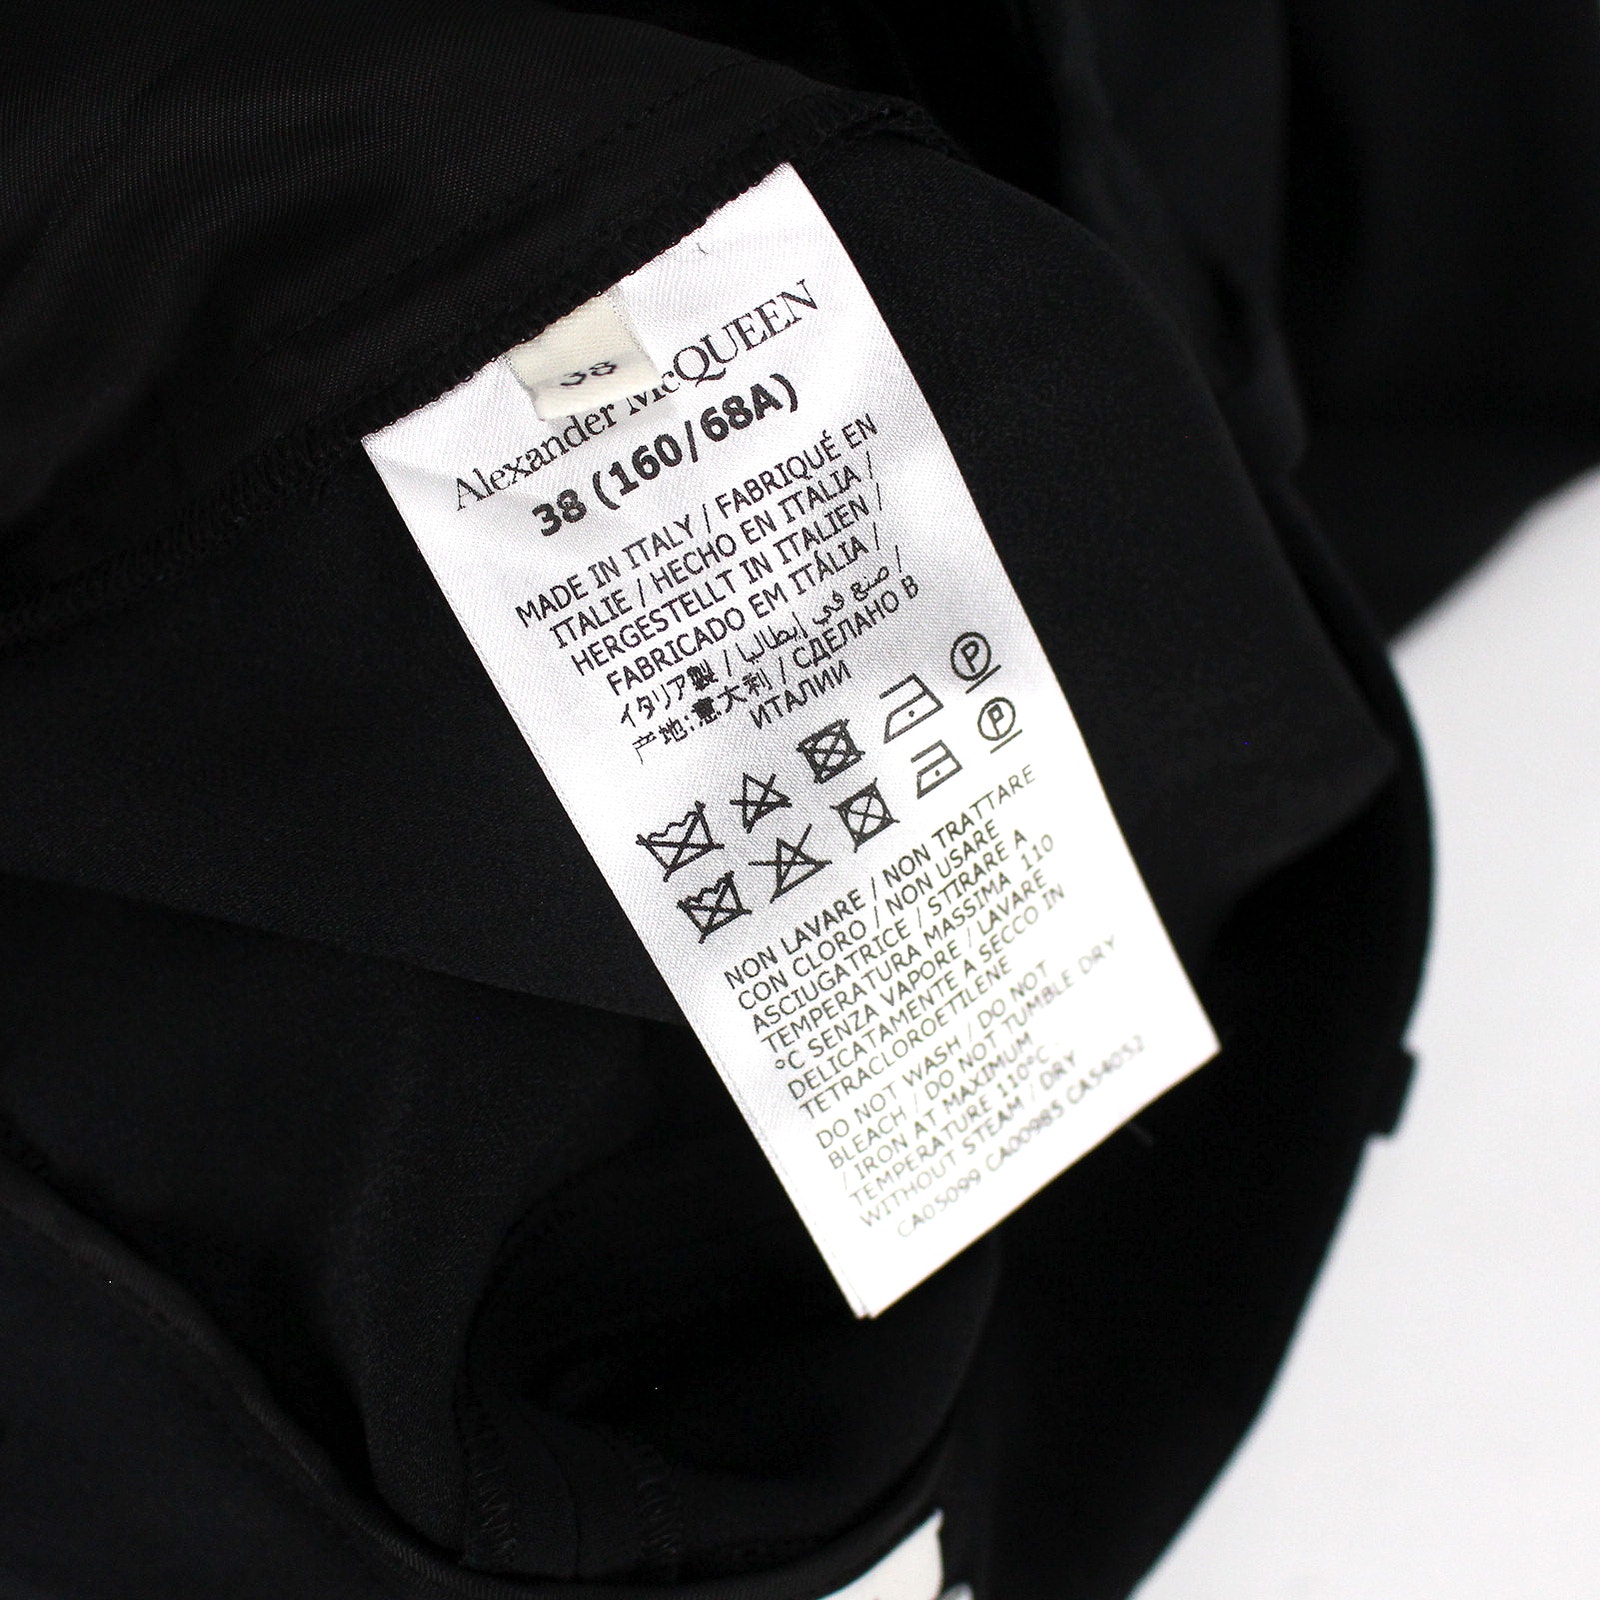 38
Alexander McQUEEN
38 (160/68A)
MADE IN ITALY / FABRIQUÉ EN
ITALIE / HECHO EN ITALIA /
HERGESTELLT IN ITALIEN /
FABRICADO EM ITÁLIA /
イタリア製 / صنع في إيطاليا /
产地: 意大利 / СДЕЛАНО В
ИТАЛИИ
P
P
NON LAVARE / NON TRATTARE
CON CLORO / NON USARE
ASCIUGATRICE / STIRARE A
TEMPERATURA MASSIMA 110
°C SENZA VAPORE / LAVARE
DELICATAMENTE A SECCO IN
TETRACLOROETILENE
DO NOT WASH / DO NOT
BLEACH / DO NOT TUMBLE DRY
/ IRON AT MAXIMUM
TEMPERATURE 110°C
WITHOUT STEAM / DRY
CA05099 CA00985 CA54052